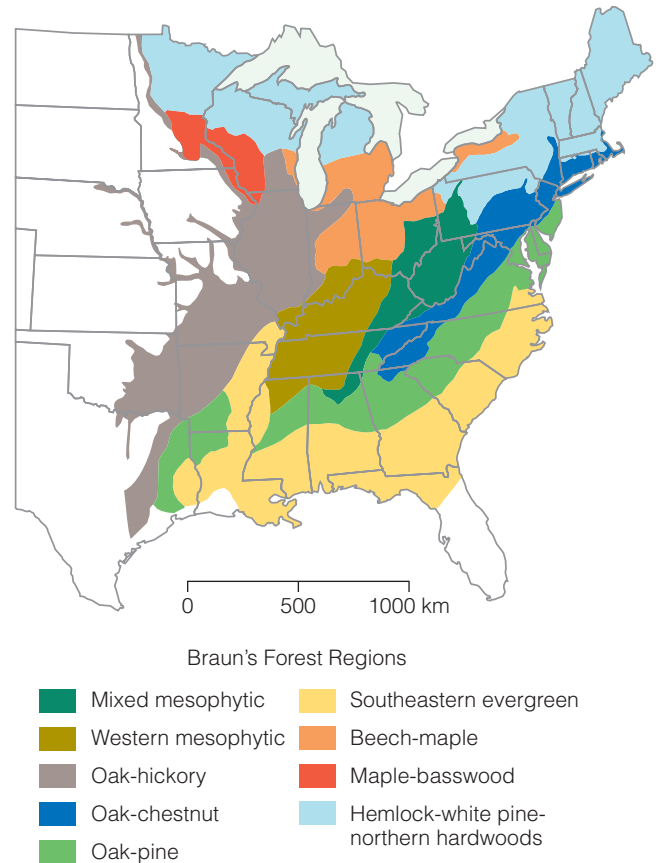 0 500 1000 km
Braun's Forest Regions
Mixed mesophytic
Western mesophytic
Oak-hickory
Oak-chestnut
Oak-pine
Southeastern evergreen
Beech-maple
Maple-basswood
Hemlock-white pine-
northern hardwoods